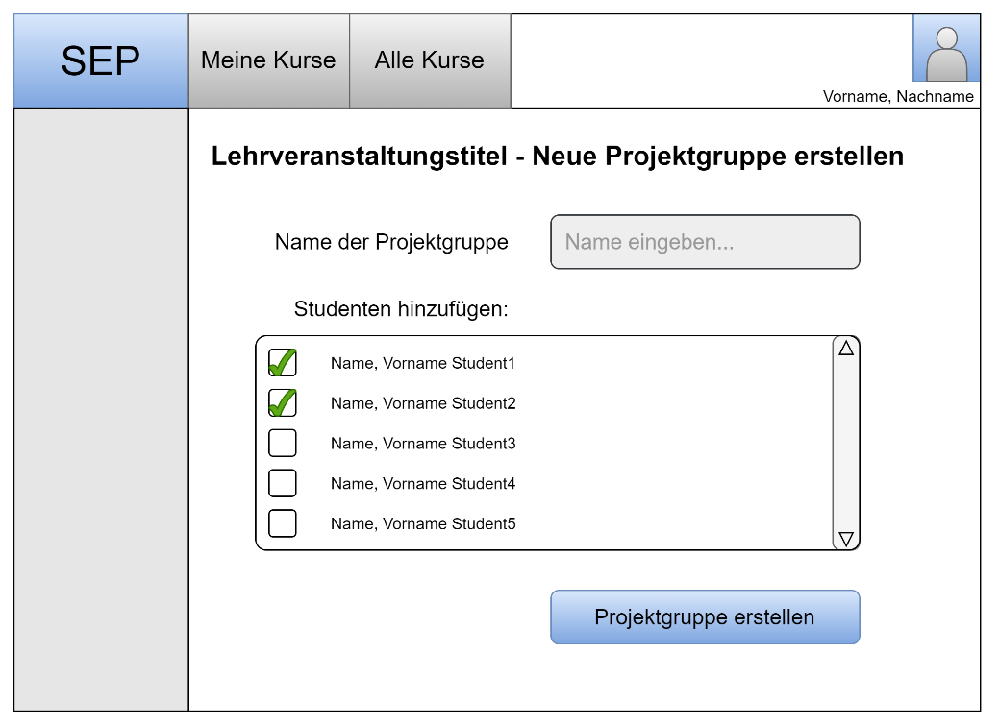 SEP
Meine Kurse
Alle Kurse
Vorname, Nachname
Lehrveranstaltungstitel - Neue Projektgruppe erstellen
Name der Projektgruppe
Name eingeben...
Studenten hinzufügen:
Name, Vorname Student1
Name, Vorname Student2
Name, Vorname Student3
Name, Vorname Student4
Name, Vorname Student5
Projektgruppe erstellen